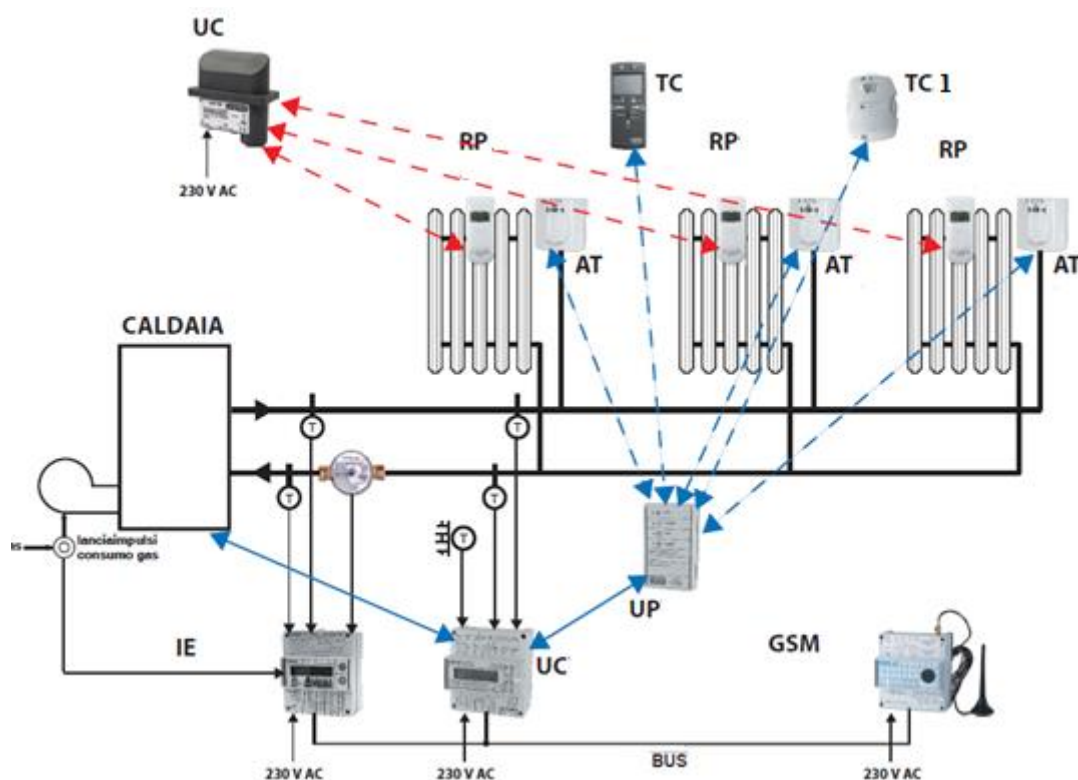 UC
TC
TC 1
RP
RP
RP
230 V AC
AT
AT
AT
CALDAIA
T
T
T
T
T
lanciaimpulsi
consumo gas
UP
IE
UC
GSM
230 V AC
230 V AC
BUS
230 V AC